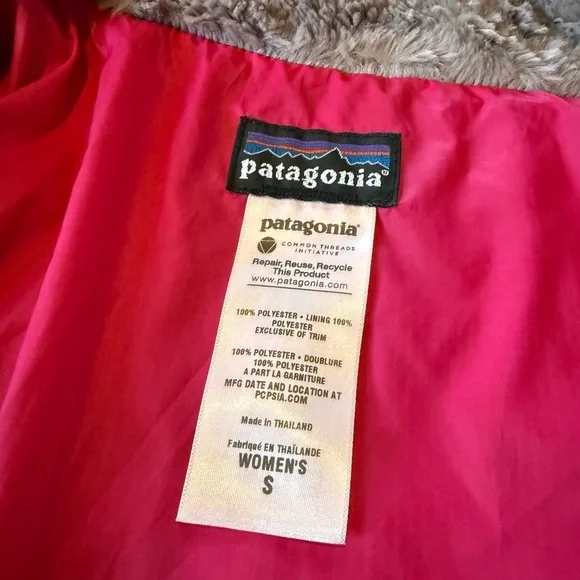 patagonia®
patagonia®
COMMON THREADS
INITIATIVE
Repair, Reuse, Recycle
This Product
www.patagonia.com
100% POLYESTER • LINING 100%
POLYESTER
EXCLUSIVE OF TRIM
100% POLYESTER • DOUBLURE
100% POLYESTER
A PART LA GARNITURE
MFG DATE AND LOCATION AT
PCPSIA.COM
Made in THAILAND
Fabriqué EN THAÏLANDE
WOMEN'S
S